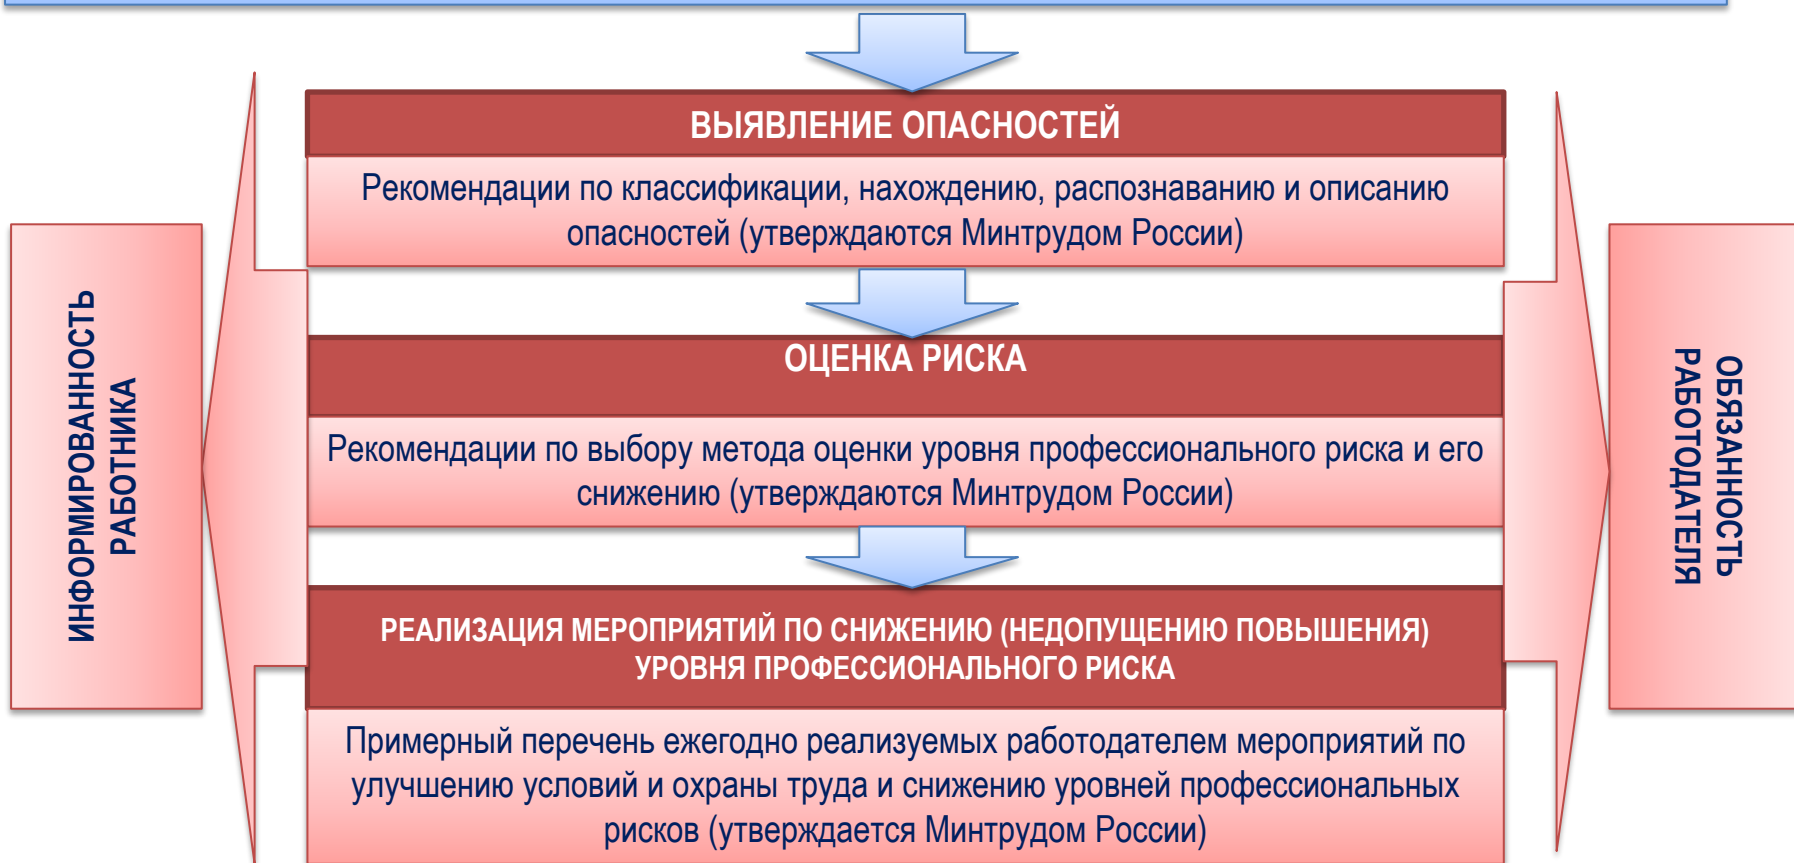 ВЫЯВЛЕНИЕ ОПАСНОСТЕЙ
Рекомендации по классификации, нахождению, распознаванию и описанию
опасностей (утверждаются Минтрудом России)
ИНФОРМИРОВАННОСТЬ
РАБОТНИКА
ОЦЕНКА РИСКА
Рекомендации по выбору метода оценки уровня профессионального риска и его
снижению (утверждаются Минтрудом России)
ОБЯЗАННОСТЬ
РАБОТОДАТЕЛЯ
РЕАЛИЗАЦИЯ МЕРОПРИЯТИЙ ПО СНИЖЕНИЮ (НЕДОПУЩЕНИЮ ПОВЫШЕНИЯ)
УРОВНЯ ПРОФЕССИОНАЛЬНОГО РИСКА
Примерный перечень ежегодно реализуемых работодателем мероприятий по
улучшению условий и охраны труда и снижению уровней профессиональных
рисков (утверждается Минтрудом России)